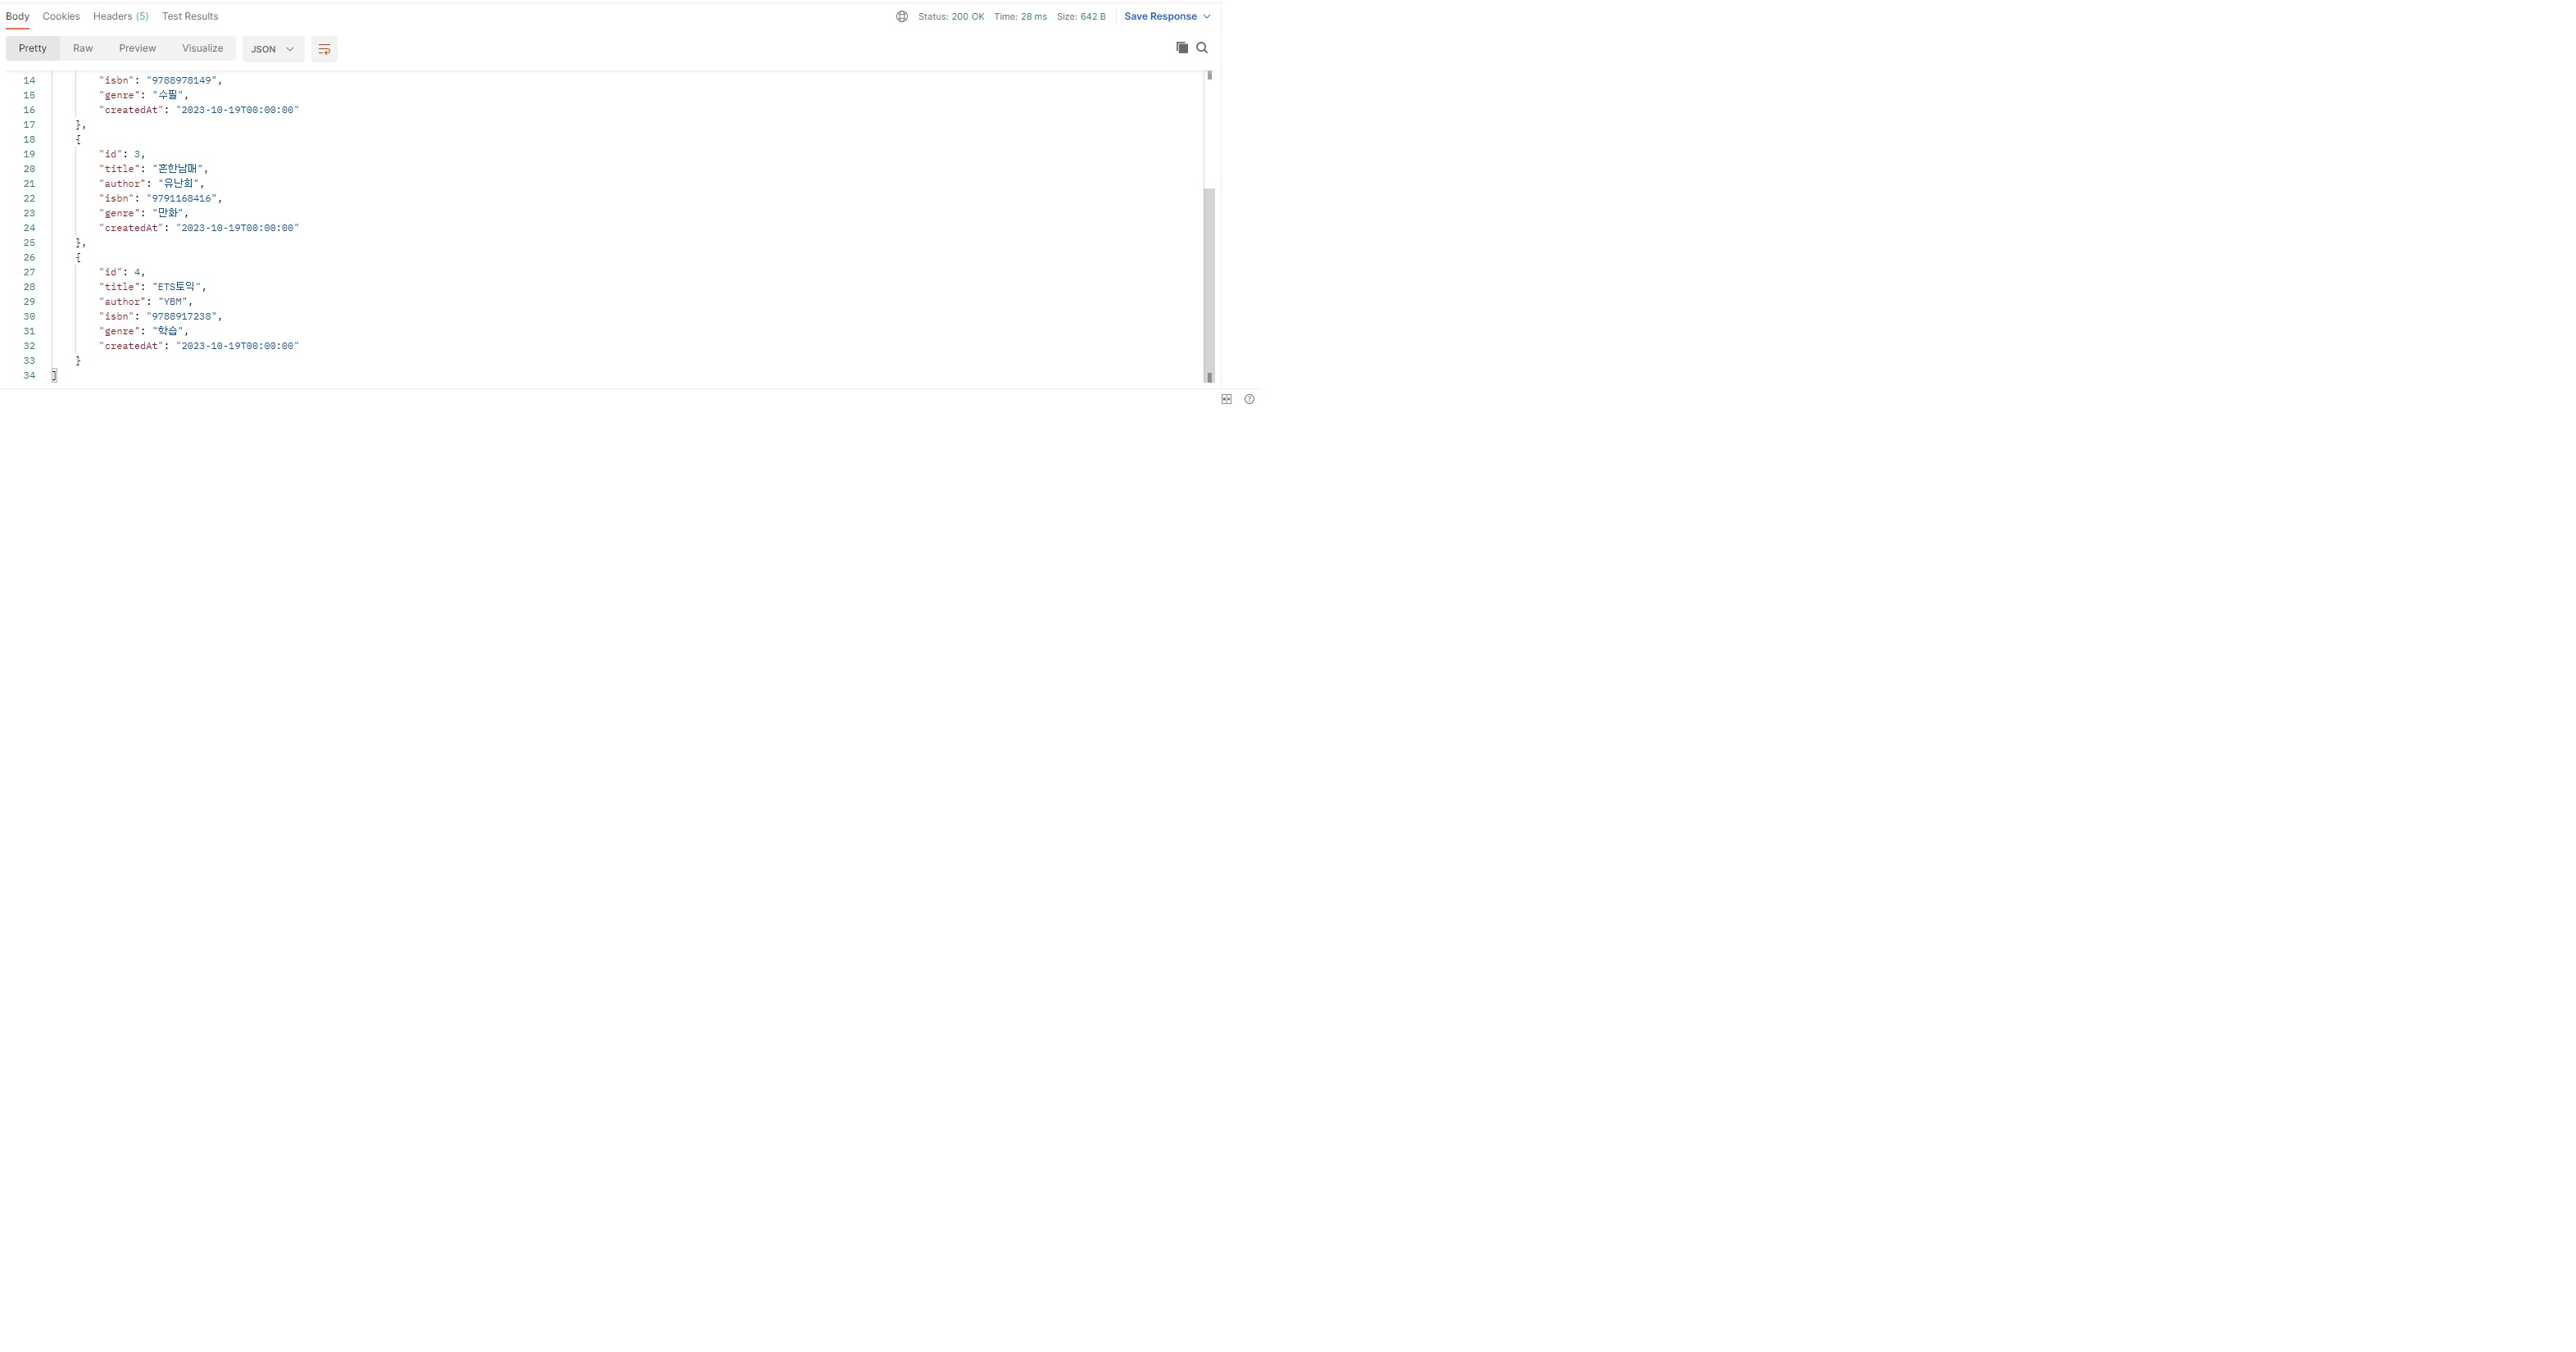 Body Cookies Headers (5) Test Results Status: 200 OK Time: 28 ms Size: 642 B Save Response
Pretty Raw Preview Visualize JSON
14 "isbn": "9788978149",
15 "genre": "수필",
16 "createdAt": "2023-10-19T00:00:00"
17 },
18 {
19 "id": 3,
20 "title": "흔한남매",
21 "author": "유난희",
22 "isbn": "9791168416",
23 "genre": "만화",
24 "createdAt": "2023-10-19T00:00:00"
25 },
26 {
27 "id": 4,
28 "title": "ETS토익",
29 "author": "YBM",
30 "isbn": "9788917238",
31 "genre": "학습",
32 "createdAt": "2023-10-19T00:00:00"
33 }
34 ]